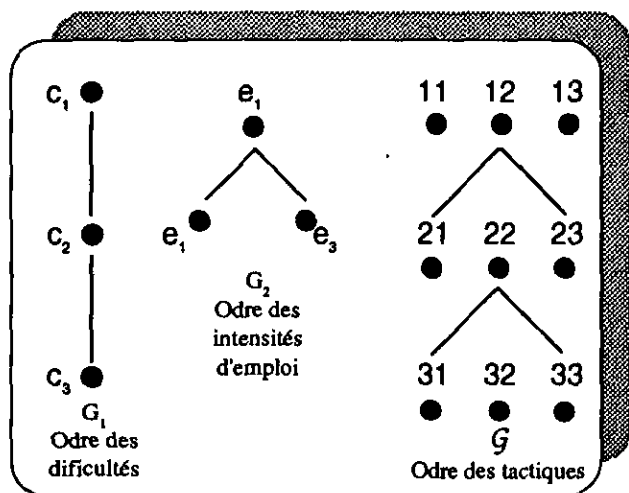 c₁
c₂
c₃
G₁
Odre des
dificultés
e₁
e₁
e₃
G₂
Odre des
intensités
d'emploi
11 12 13
21 22 23
31 32 33
𝒢
Odre des tactiques